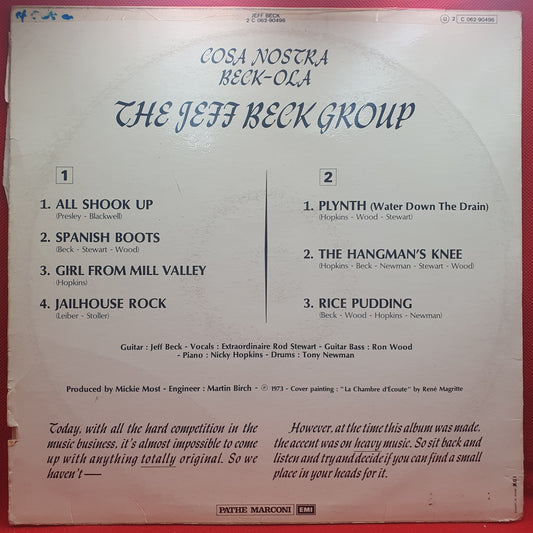 JEFF BECK
2 C 062-90496
2 C 062-90496
COSA NOSTRA
BECK-OLA
THE JEFF BECK GROUP
1
1. ALL SHOOK UP
(Presley - Blackwell)
2. SPANISH BOOTS
(Beck - Stewart - Wood)
3. GIRL FROM MILL VALLEY
(Hopkins)
4. JAILHOUSE ROCK
(Leiber - Stoller)
2
1. PLYNTH (Water Down The Drain)
(Hopkins - Wood - Stewart)
2. THE HANGMAN'S KNEE
(Hopkins - Beck - Newman - Stewart - Wood)
3. RICE PUDDING
(Beck - Wood - Hopkins - Newman)
Guitar : Jeff Beck - Vocals : Extraordinaire Rod Stewart - Guitar Bass : Ron Wood
- Piano : Nicky Hopkins - Drums : Tony Newman
Produced by Mickie Most - Engineer : Martin Birch - ℗ 1973 - Cover painting : "La Chambre d'Écoute" by René Magritte
Today, with all the hard competition in the
music business, it's almost impossible to come
up with anything totally original. So we
haven't —
However, at the time this album was made,
the accent was on heavy music. So sit back and
listen and try and decide if you can find a small
place in your heads for it.
PATHÉ MARCONI EMI